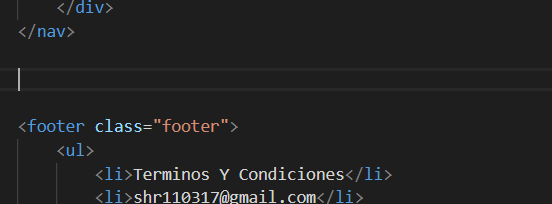 </div>
</nav>
<footer class="footer">
<ul>
<li>Terminos Y Condiciones</li>
<li>shr110317@gmail.com</li>